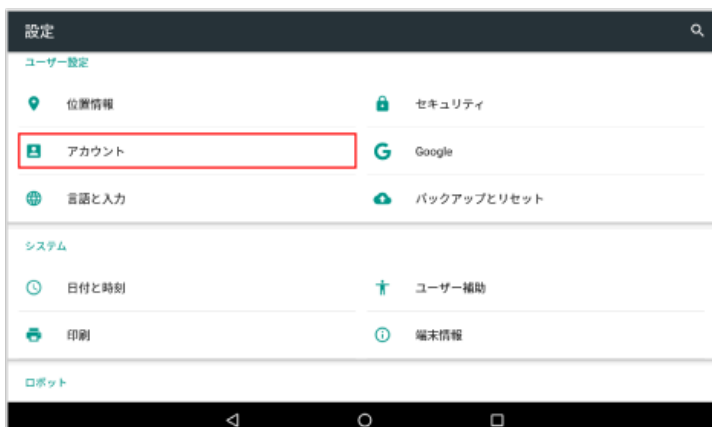 設定
ユーザー設定
位置情報
セキュリティ
アカウント
Google
言語と入力
バックアップとリセット
システム
日付と時刻
ユーザー補助
印刷
端末情報
ロボット